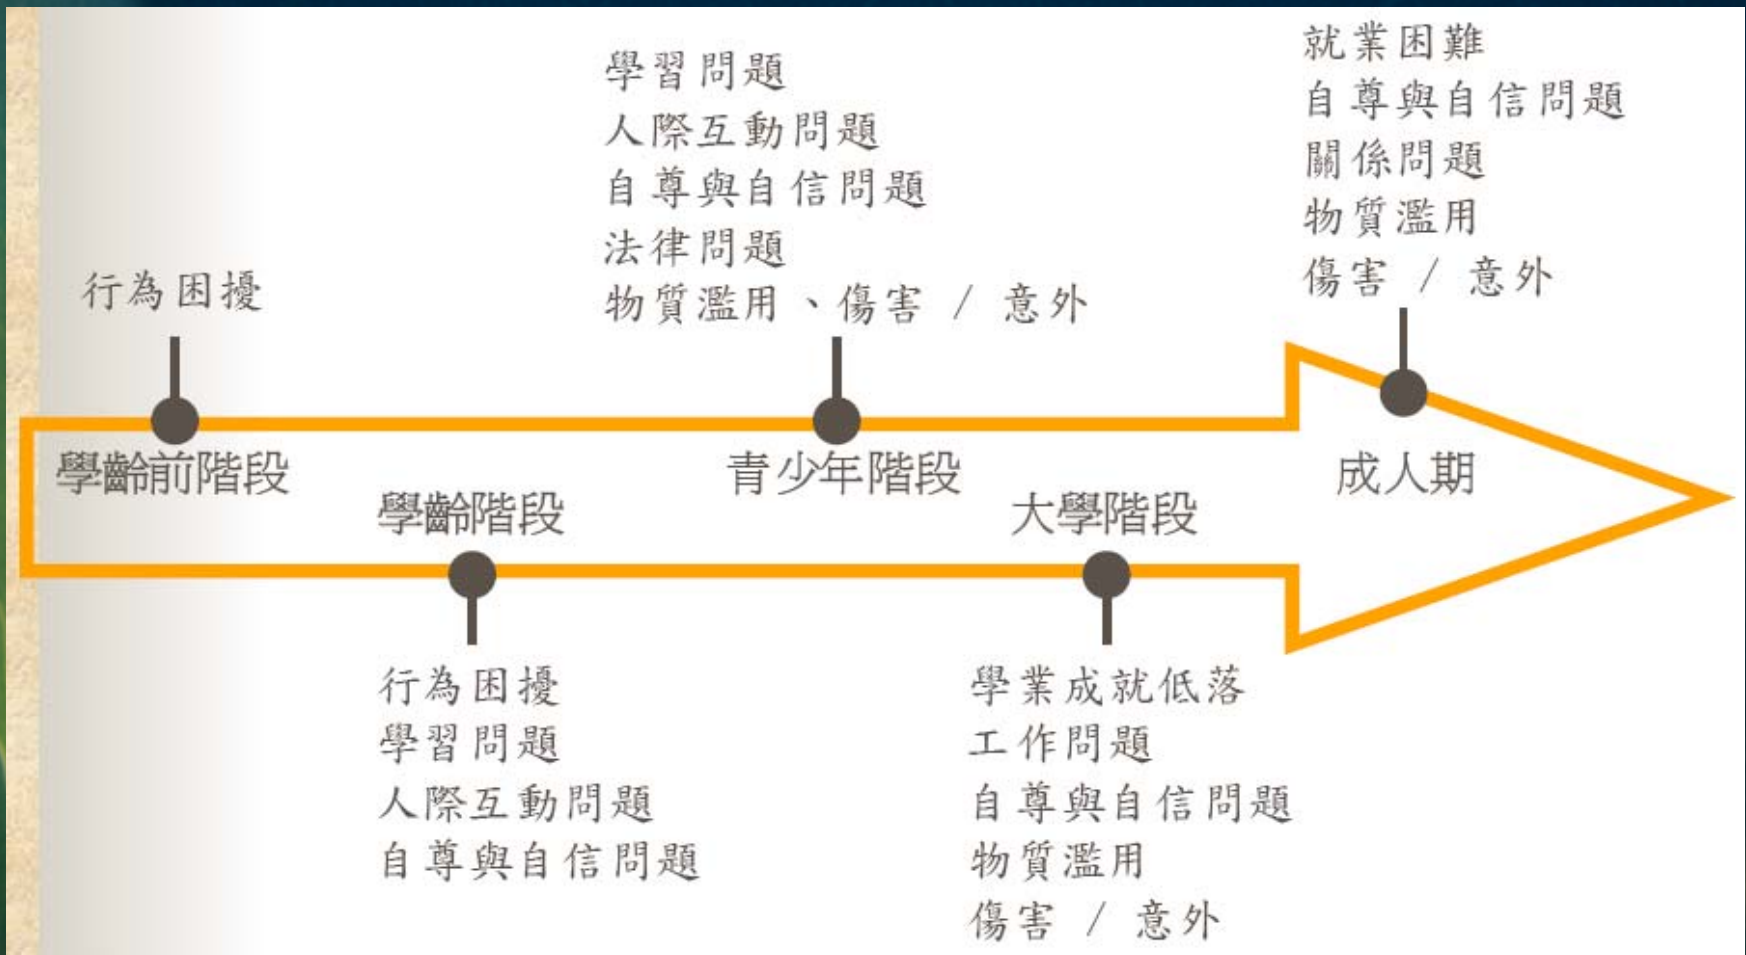 行為困擾
學齡前階段
學齡階段
行為困擾
學習問題
人際互動問題
自尊與自信問題
學習問題
人際互動問題
自尊與自信問題
法律問題
物質濫用、傷害 / 意外
青少年階段
大學階段
學業成就低落
工作問題
自尊與自信問題
物質濫用
傷害 / 意外
就業困難
自尊與自信問題
關係問題
物質濫用
傷害 / 意外
成人期